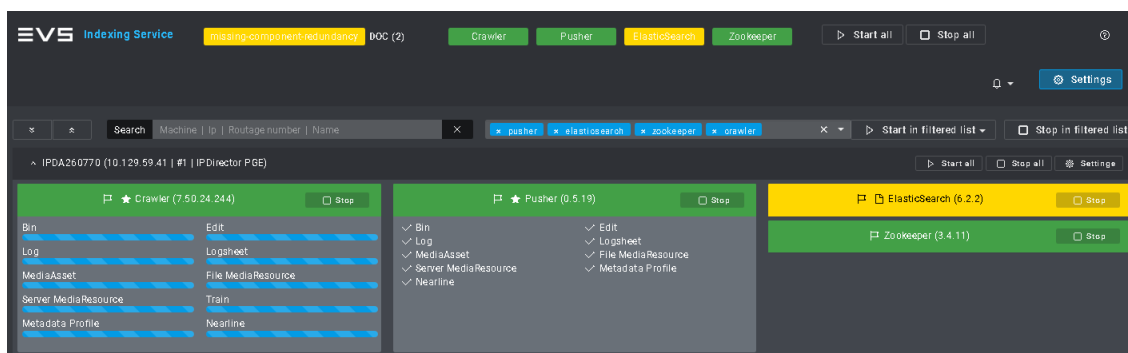 EVS Indexing Service missing-component-redundancy DOC (2) Crawler Pusher ElasticSearch Zookeeper Start all Stop all
Settings
Search Machine | Ip | Routage number | Name × × pusher × elasticsearch × zookeeper × crawler × Start in filtered list Stop in filtered list
IPDA260770 (10.129.59.41 | #1 | IPDirector PGE) Start all Stop all Settings
Crawler (7.50.24.244) Stop Pusher (0.5.19) Stop ElasticSearch (6.2.2) Stop
Bin Edit Bin Edit
Zookeeper (3.4.11) Stop
Log Logsheet Log Logsheet
MediaAsset File MediaResource MediaAsset File MediaResource
Server MediaResource Train Server MediaResource Metadata Profile
Metadata Profile Nearline Nearline